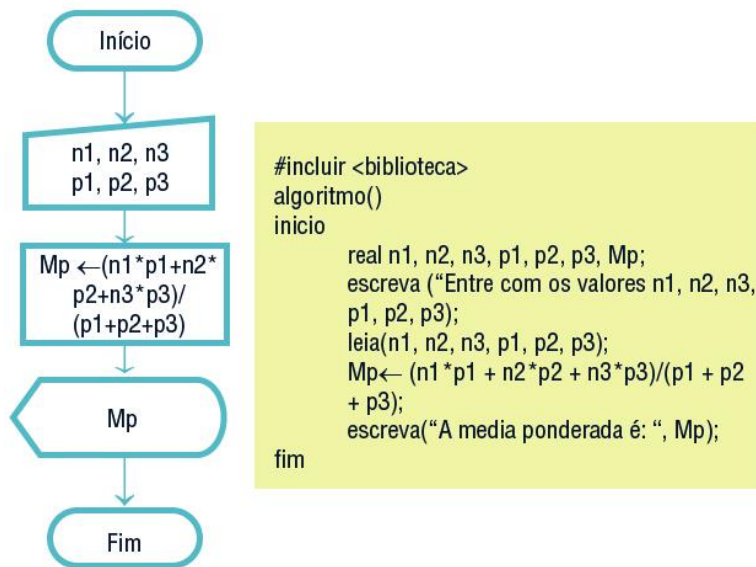 Início
n1, n2, n3
p1, p2, p3
Mp ←(n1*p1+n2*
p2+n3*p3)/
(p1+p2+p3)
Mp
Fim
#incluir <biblioteca>
algoritmo()
inicio
real n1, n2, n3, p1, p2, p3, Mp;
escreva (“Entre com os valores n1, n2, n3,
p1, p2, p3);
leia(n1, n2, n3, p1, p2, p3);
Mp← (n1*p1 + n2*p2 + n3*p3)/(p1 + p2
+ p3);
escreva(“A media ponderada é: “, Mp);
fim